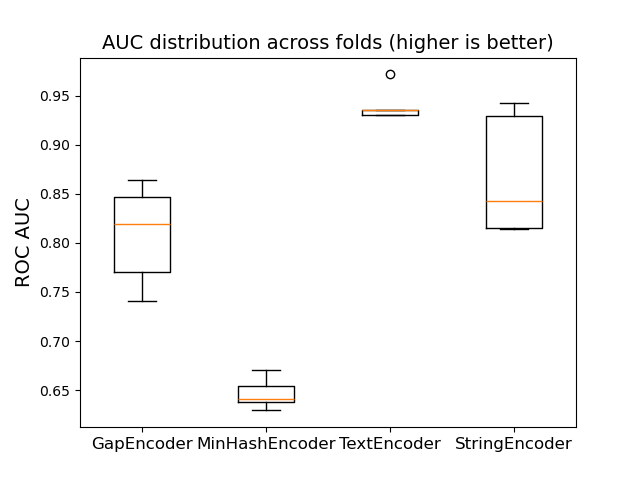 AUC distribution across folds (higher is better)
ROC AUC
0.95
0.90
0.85
0.80
0.75
0.70
0.65
GapEncoder MinHashEncoder TextEncoder StringEncoder